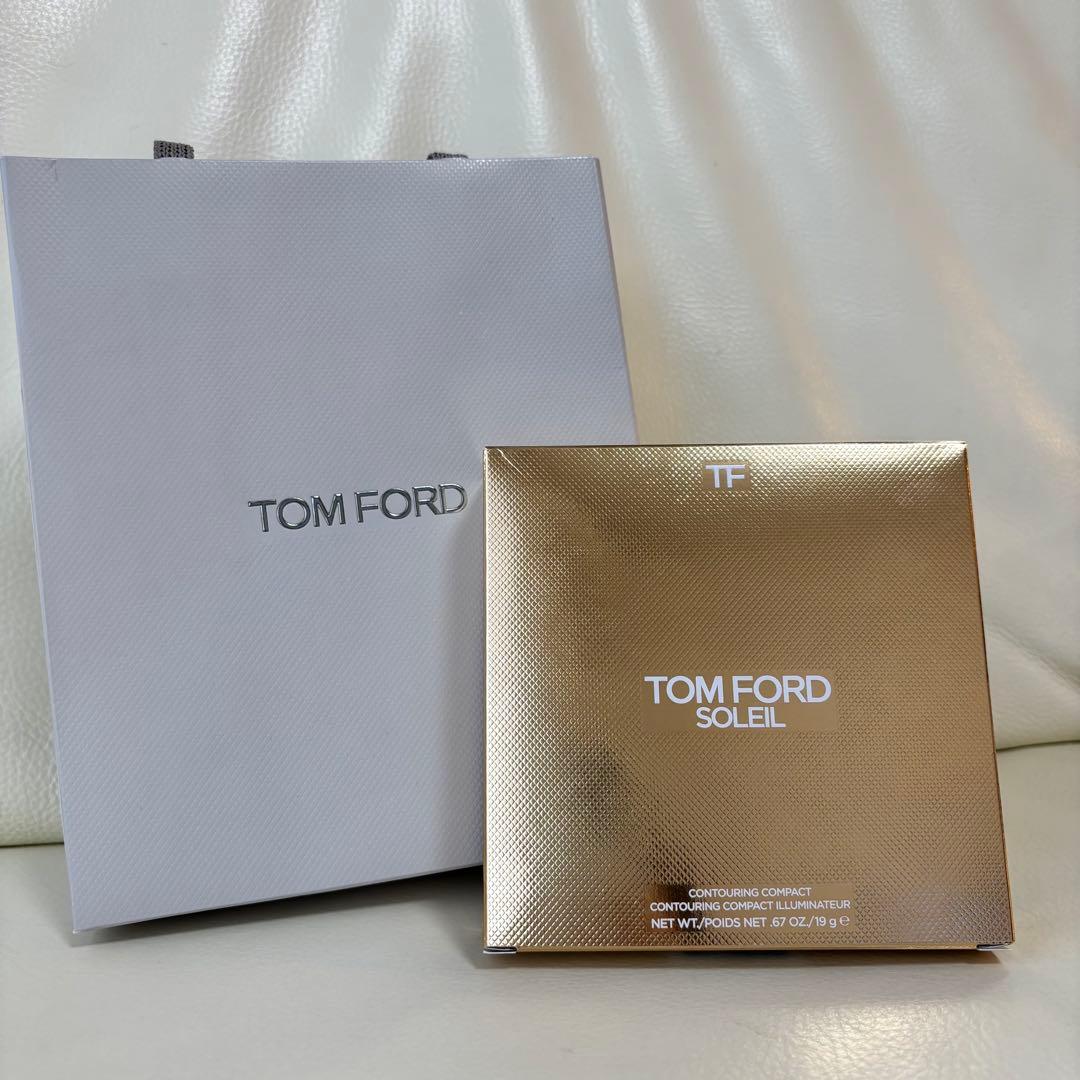 TOM FORD
TF
TOM FORD
SOLEIL
CONTOURING COMPACT
CONTOURING COMPACT ILLUMINATEUR
NET WT./POIDS NET .67 OZ./19 g ℮